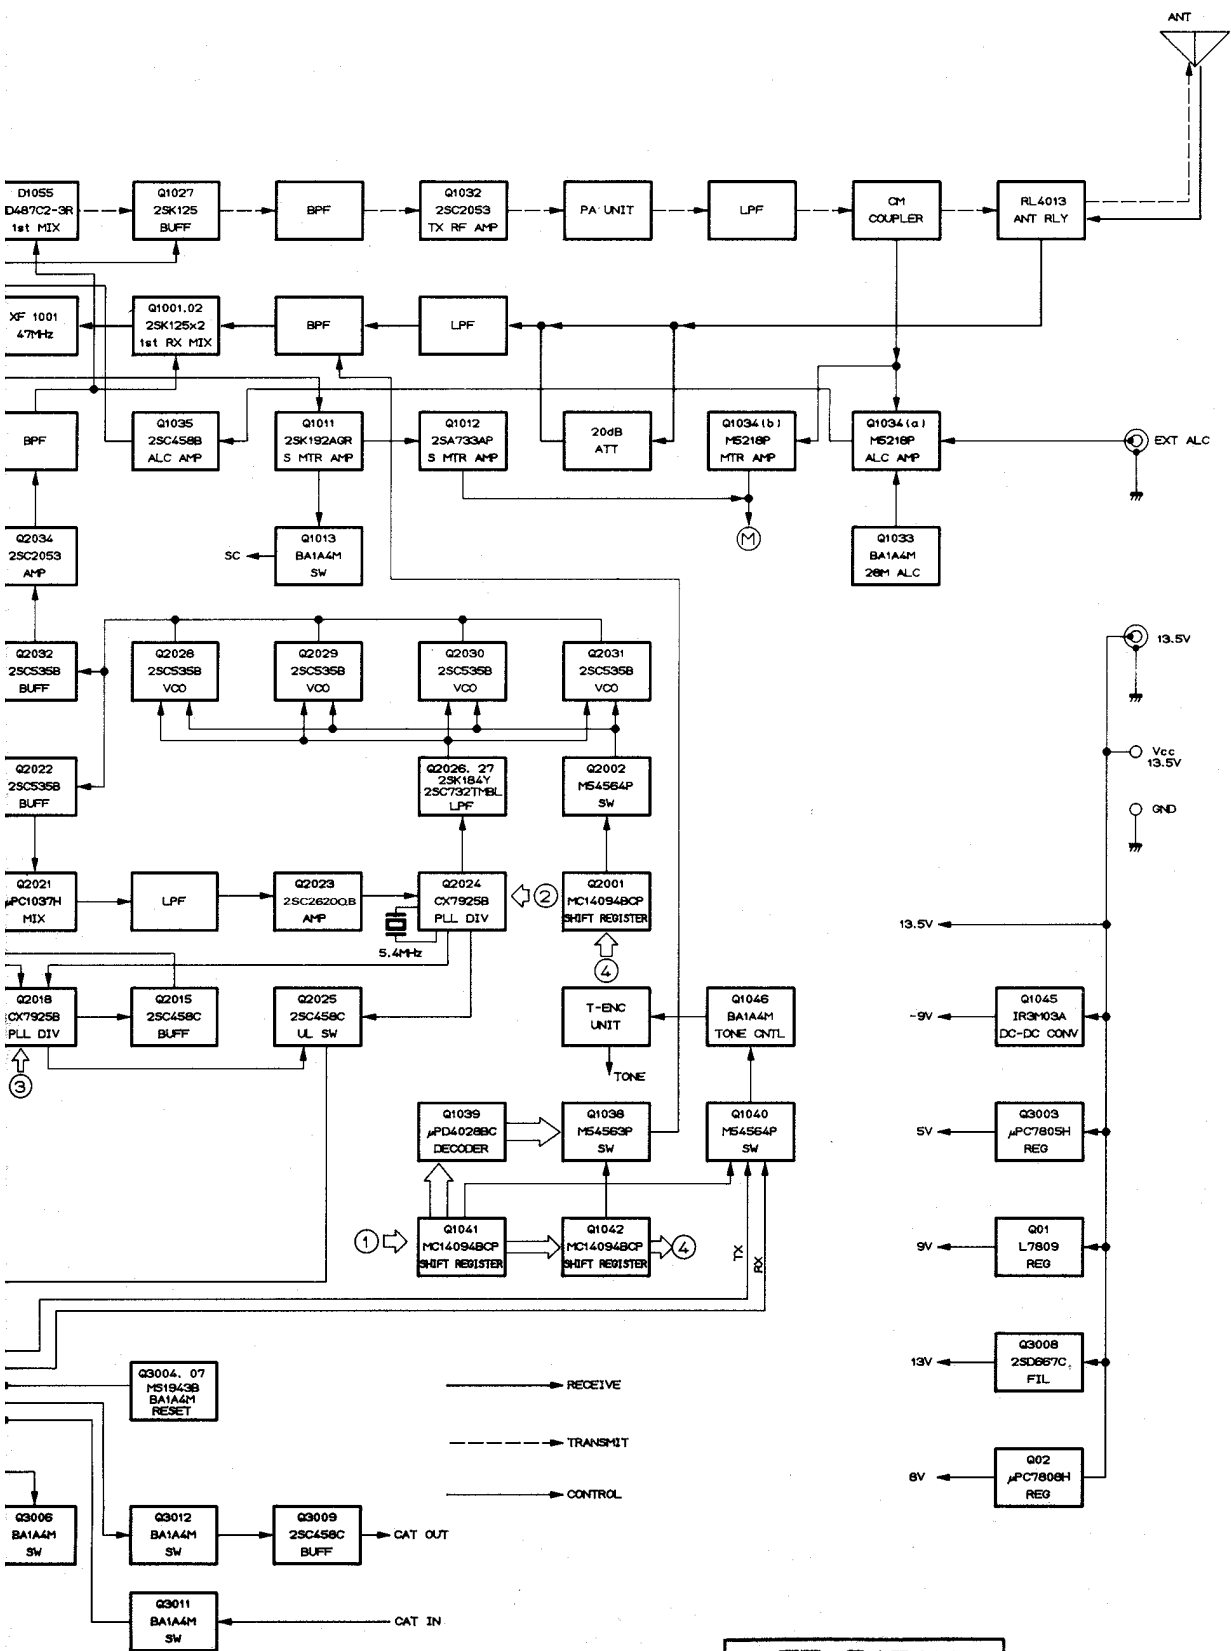 ANT
D1055
D487C2-3R
1st MIX
Q1027
2SK125
BUFF
BPF
Q1032
2SC2053
TX RF AMP
PA UNIT
LPF
CM
COUPLER
RL4013
ANT RLY
XF 1001
47MHz
Q1001.02
2SK125x2
1st RX MIX
BPF
LPF
BPF
Q1035
2SC458B
ALC AMP
Q1011
2SK192AGR
S MTR AMP
Q1012
2SA733AP
S MTR AMP
20dB
ATT
Q1034(b)
M5218P
MTR AMP
Q1034(a)
M5218P
ALC AMP
EXT ALC
Q2034
2SC2053
AMP
SC
Q1013
BA1A4M
SW
M
Q1033
BA1A4M
28M ALC
Q2032
2SC535B
BUFF
Q2028
2SC535B
VCO
Q2029
2SC535B
VCO
Q2030
2SC535B
VCO
Q2031
2SC535B
VCO
13.5V
Q2022
2SC535B
BUFF
Q2026. 27
2SK184Y
2SC732TMBL
LPF
Q2002
M54564P
SW
Vcc
13.5V
GND
Q2021
μPC1037H
MIX
LPF
Q2023
2SC2620QB
AMP
Q2024
CX7925B
PLL DIV
2
Q2001
MC14094BCP
SHIFT REGISTER
13.5V
5.4MHz
4
Q2018
CX7925B
PLL DIV
Q2015
2SC458C
BUFF
Q2025
2SC458C
UL SW
T-ENC
UNIT
Q1046
BA1A4M
TONE CNTL
-9V
Q1045
IR3M03A
DC-DC CONV
3
TONE
Q1039
μPD4028BC
DECODER
Q1038
M54563P
SW
Q1040
M54564P
SW
5V
Q3003
μPC7805H
REG
1
Q1041
MC14094BCP
SHIFT REGISTER
Q1042
MC14094BCP
SHIFT REGISTER
4
TX
RX
9V
Q01
L7809
REG
Q3004. 07
M51943B
BA1A4M
RESET
RECEIVE
13V
Q3008
2SD667C
FIL
TRANSMIT
CONTROL
8V
Q02
μPC7808H
REG
Q3006
BA1A4M
SW
Q3012
BA1A4M
SW
Q3009
2SC458C
BUFF
CAT OUT
Q3011
BA1A4M
SW
CAT IN